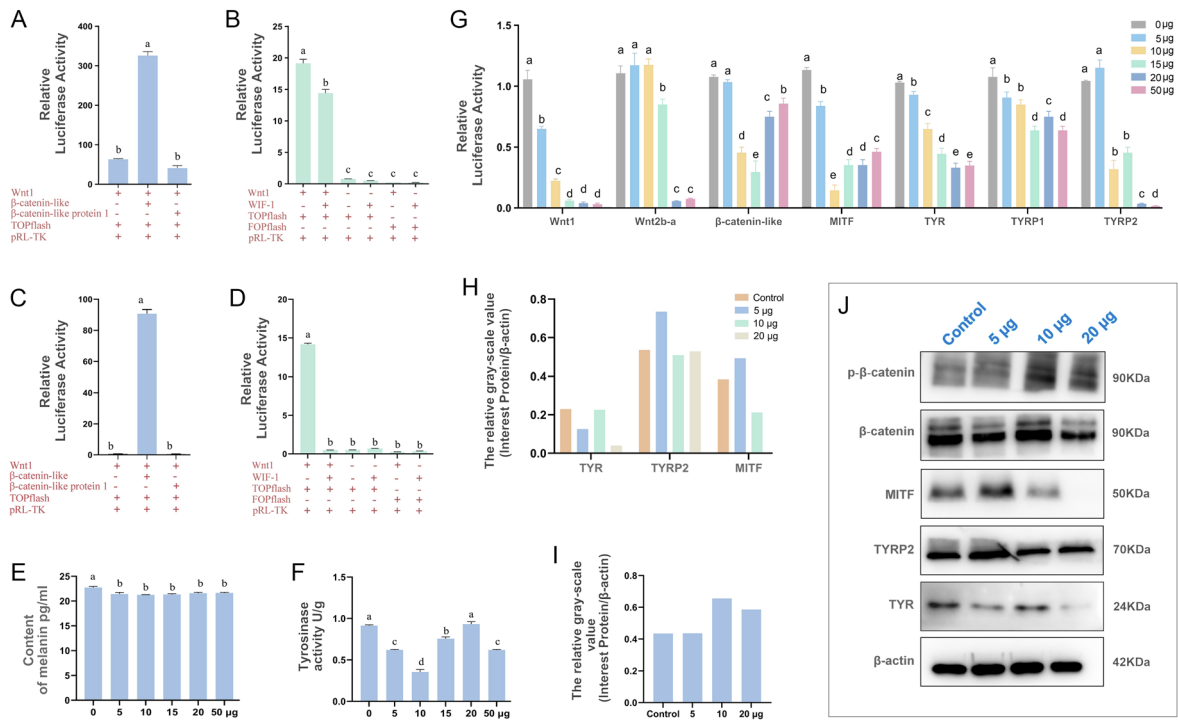 A
Relative
Luciferase Activity
400
300
200
100
0
b
a
b
Wnt1 + + +
β-catenin-like - + -
β-catenin-like protein 1 - - +
TOPflash + + +
pRL-TK + + +
B
Relative
Luciferase Activity
25
20
15
10
5
0
a
b
c
c
c
c
Wnt1 + + - - + -
WIF-1 - + - + - +
TOPflash + + + + - -
FOPflash - - - - + +
pRL-TK + + + + + +
G
Relative
Luciferase Activity
1.5
1.0
0.5
0.0
a b c d d d
a a a b c c
a a b e c c
a b e d d c
a b c d d d
a b b d c d
a a b b c d
Wnt1 Wnt2b-a β-catenin-like MITF TYR TYRP1 TYRP2
0 μg
5 μg
10 μg
15 μg
20 μg
50 μg
C
Relative
Luciferase Activity
100
80
60
40
20
0
b
a
b
Wnt1 + + +
β-catenin-like - + -
β-catenin-like protein 1 - - +
TOPflash + + +
pRL-TK + + +
D
Relative
Luciferase Activity
15
10
5
0
a
b
b
b
b
b
Wnt1 + + - - + -
WIF-1 - + - + - +
TOPflash + + + + - -
FOPflash - - - - + +
pRL-TK + + + + + +
H
The relative gray-scale value
(Interest Protein/β-actin)
0.8
0.6
0.4
0.2
0.0
TYR TYRP2 MITF
Control
5 μg
10 μg
20 μg
J
Control 5 μg 10 μg 20 μg
p-β-catenin 90KDa
β-catenin 90KDa
MITF 50KDa
TYRP2 70KDa
TYR 24KDa
β-actin 42KDa
E
Content
of melanin pg/ml
25
20
15
10
5
0
a b b b b b
0 5 10 15 20 50 μg
F
Tyrosinase
activity U/g
1.5
1.0
0.5
0.0
a c d b a c
0 5 10 15 20 50 μg
I
The relative gray-scale
value
(Interest Protein/β-actin)
0.8
0.6
0.4
0.2
0.0
Control 5 10 20 μg